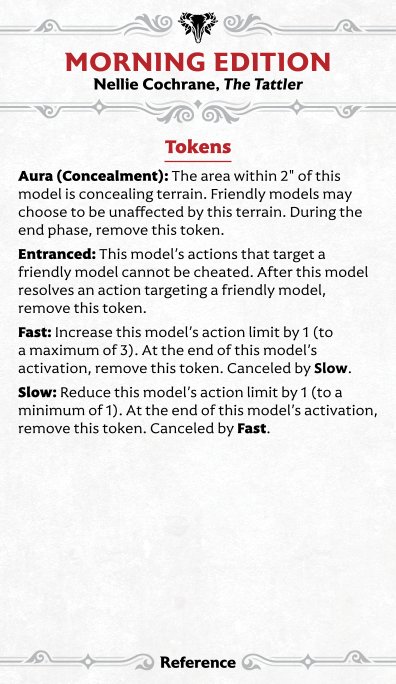 MORNING EDITION
Nellie Cochrane, The Tattler
Tokens
Aura (Concealment): The area within 2" of this
model is concealing terrain. Friendly models may
choose to be unaffected by this terrain. During the
end phase, remove this token.
Entranced: This model's actions that target a
friendly model cannot be cheated. After this model
resolves an action targeting a friendly model,
remove this token.
Fast: Increase this model's action limit by 1 (to
a maximum of 3). At the end of this model's
activation, remove this token. Canceled by Slow.
Slow: Reduce this model's action limit by 1 (to a
minimum of 1). At the end of this model's activation,
remove this token. Canceled by Fast.
Reference